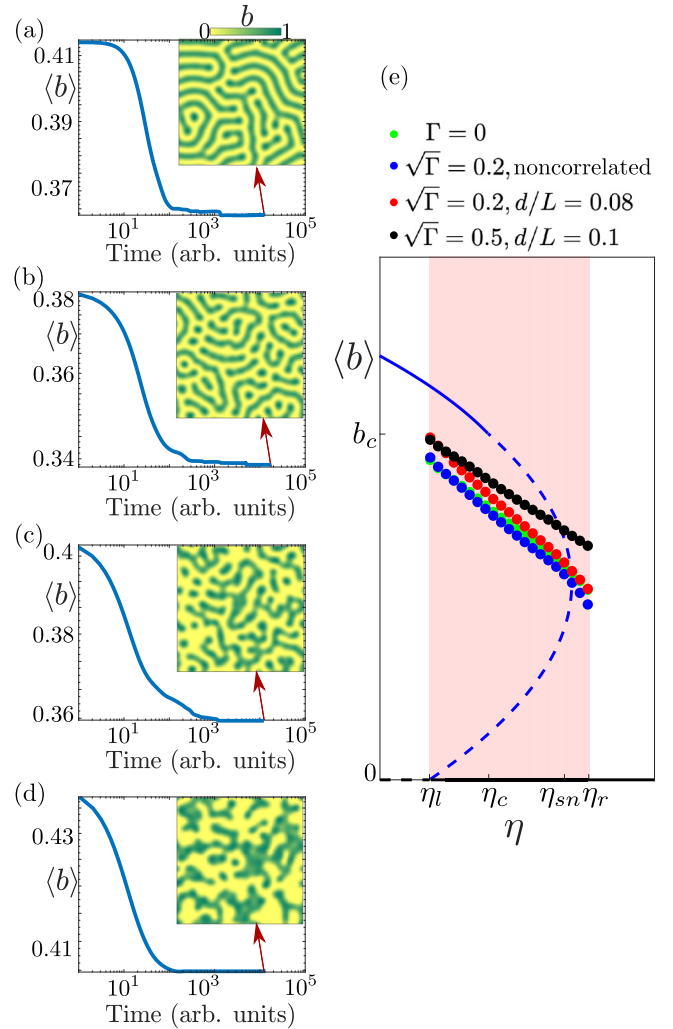 (a)
b
0 1
0.41
⟨b⟩
0.39
0.37
10^1 10^3 10^5
Time (arb. units)
(b)
0.38
⟨b⟩
0.36
0.34
10^1 10^3 10^5
Time (arb. units)
(c)
0.4
⟨b⟩
0.38
0.36
10^1 10^3 10^5
Time (arb. units)
(d)
0.43
⟨b⟩
0.41
10^1 10^3 10^5
Time (arb. units)
(e)
Γ = 0
√Γ = 0.2, noncorrelated
√Γ = 0.2, d/L = 0.08
√Γ = 0.5, d/L = 0.1
⟨b⟩
b_c
0
η_l η_c η_sn η_r
η